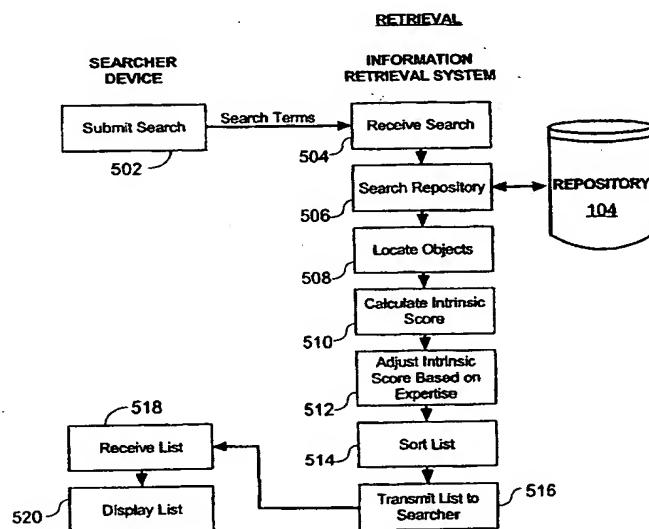 RETRIEVAL
SEARCHER
DEVICE
INFORMATION
RETRIEVAL SYSTEM
Submit Search
502
Search Terms
Receive Search
504
Search Repository
506
REPOSITORY
104
Locate Objects
508
Calculate Intrinsic
Score
510
Adjust Intrinsic
Score Based on
Expertise
512
518
Receive List
Sort List
514
Display List
520
Transmit List to
Searcher
516